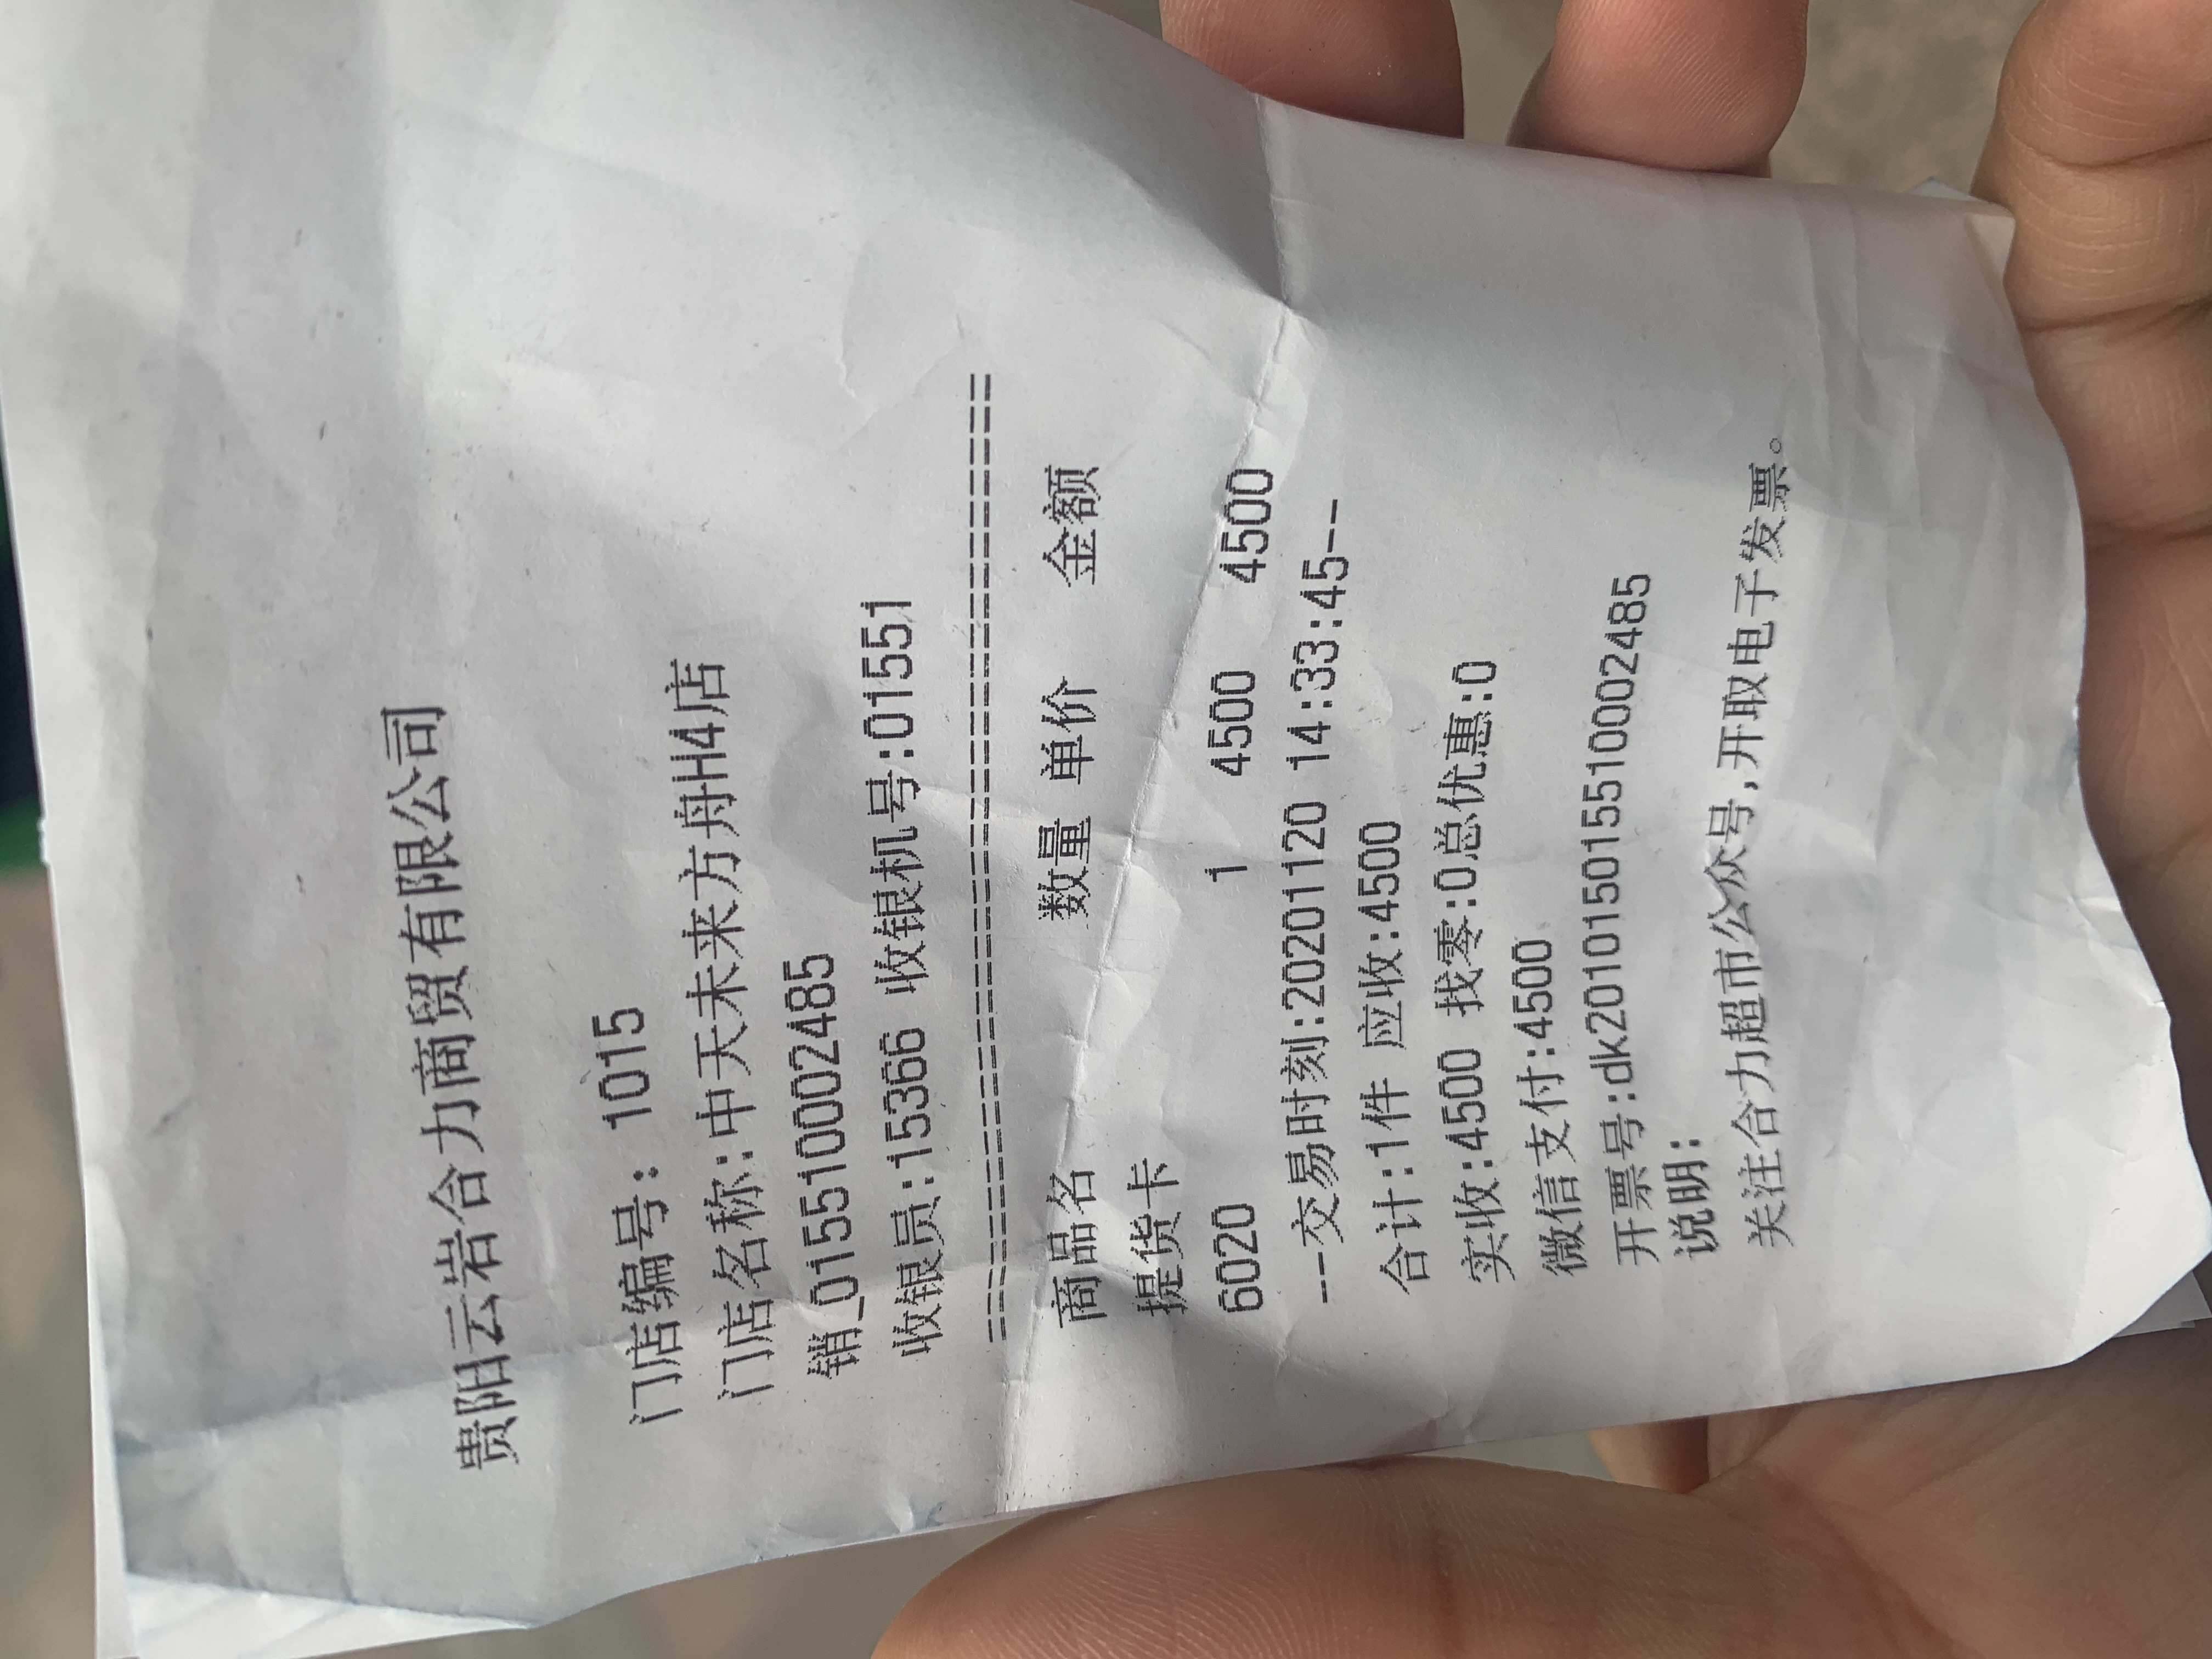 贵阳云岩合力商贸有限公司
门店编号: 1015
门店名称:中天未来方舟H4店
销_0155100002485
收银员:15366 收银机号:01551
===================================
商品名 数量 单价 金额
提货卡
6020 1 4500 4500
---交易时刻:20201120 14:33:45--
合计:1件 应收:4500
实收:4500 找零:0总优惠:0
微信支付:4500
开票号:dk20101501551000002485
说明:
关注合力超市公众号,开取电子发票。